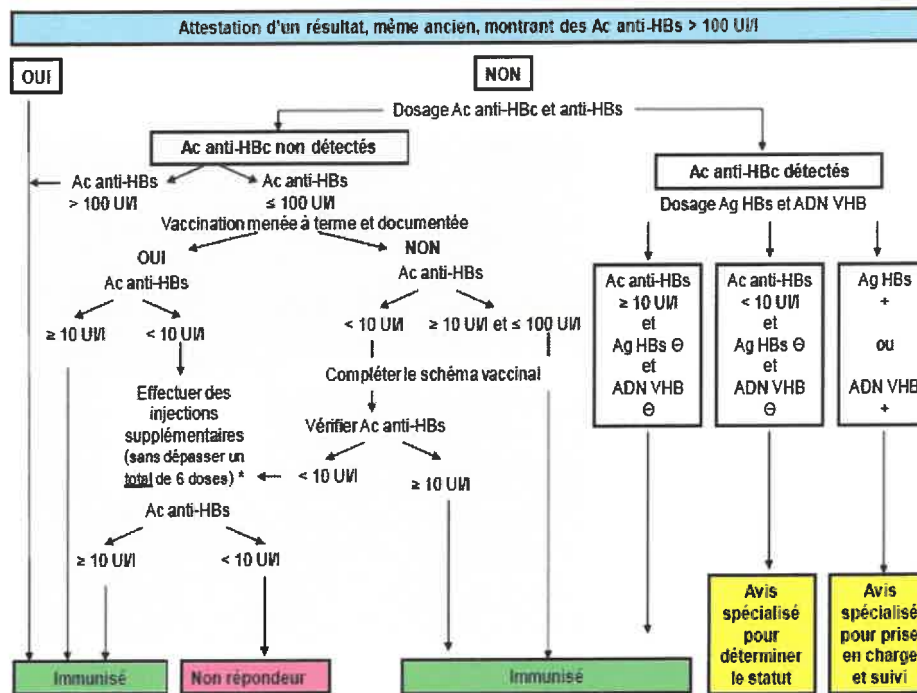 Attestation d'un résultat, même ancien, montrant des Ac anti-HBs > 100 UI/l
OUI
NON
Dosage Ac anti-HBc et anti-HBs
Ac anti-HBc non détectés
Ac anti-HBc détectés
Ac anti-HBs
> 100 UI/l
Ac anti-HBs
≤ 100 UI/l
Dosage Ag HBs et ADN VHB
Vaccination menée à terme et documentée
OUI
Ac anti-HBs
NON
Ac anti-HBs
≥ 10 UI/l
< 10 UI/l
< 10 UI/l
≥ 10 UI/l et ≤ 100 UI/l
Ac anti-HBs
≥ 10 UI/l
et
Ag HBs Θ
et
ADN VHB
Θ
Ac anti-HBs
< 10 UI/l
et
Ag HBs Θ
et
ADN VHB
Θ
Ag HBs
+
ou
ADN VHB
+
Compléter le schéma vaccinal
Effectuer des
injections
supplémentaires
(sans dépasser un
total de 6 doses) *
Vérifier Ac anti-HBs
< 10 UI/l
≥ 10 UI/l
Ac anti-HBs
≥ 10 UI/l
< 10 UI/l
Immunisé
Non répondeur
Immunisé
Avis
spécialisé
pour
déterminer
le statut
Avis
spécialisé
pour prise
en charge
et suivi